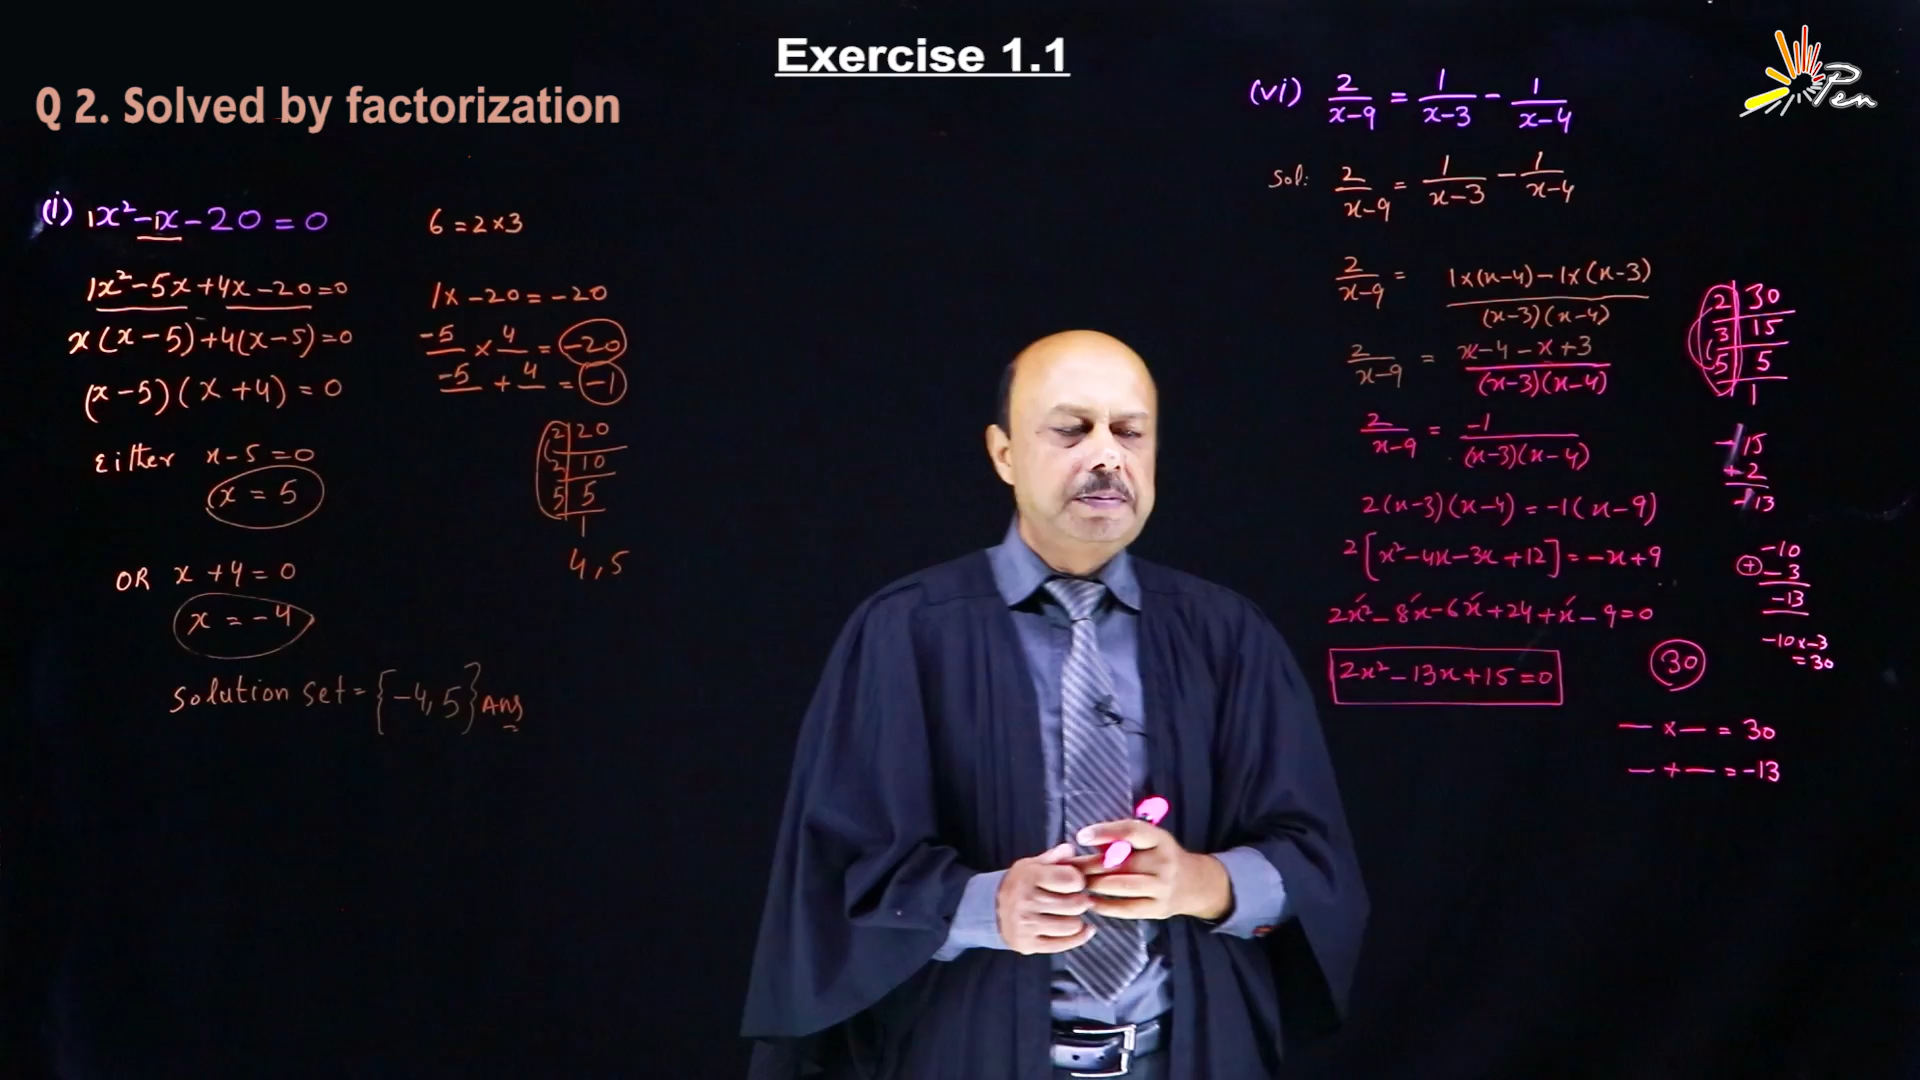 Exercise 1.1
Pen
Q 2. Solved by factorization
(i) 1x² - 1x - 20 = 0
1x² - 5x + 4x - 20 = 0
x(x - 5) + 4(x - 5) = 0
(x - 5)(x + 4) = 0
Either x - 5 = 0
x = 5
OR x + 4 = 0
x = -4
Solution Set = {-4, 5} Ans
6 = 2 × 3
1 × -20 = -20
-5 × 4 = -20
-5 + 4 = -1
2 | 20
2 | 10
5 | 5
1
4, 5
(vi) 2/(x-9) = 1/(x-3) - 1/(x-4)
Sol: 2/(x-9) = 1/(x-3) - 1/(x-4)
2/(x-9) = 1×(x-4) - 1×(x-3) / (x-3)(x-4)
2/(x-9) = x-4-x+3 / (x-3)(x-4)
2/(x-9) = -1 / (x-3)(x-4)
2(x-3)(x-4) = -1(x-9)
2[x²-4x-3x+12] = -x+9
2x²-8x-6x+24+x-9=0
2x²-13x+15=0
30
— × — = 30
— + — = -13
2 | 30
3 | 15
5 | 5
1
-15
+2
-13
-10
+ -3
-13
-10×-3
= 30